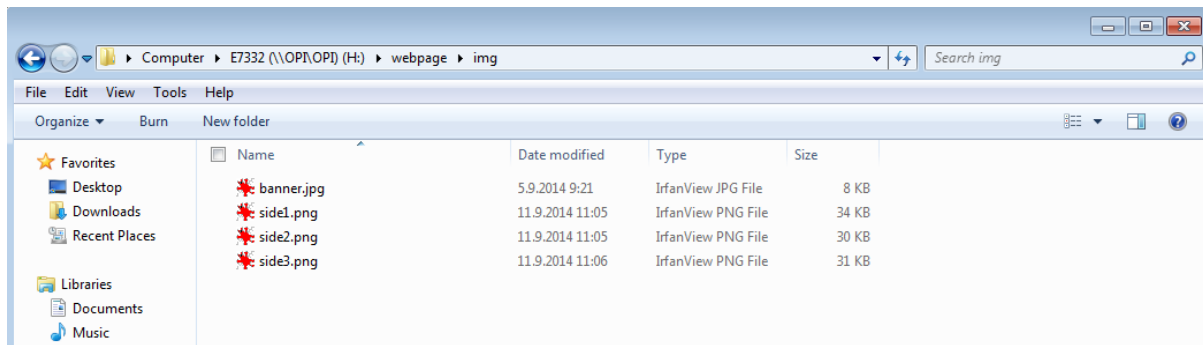 Computer E7332 (\\OPI\OPI) (H:) webpage img Search img
File Edit View Tools Help
Organize Burn New folder
Favorites
Desktop
Downloads
Recent Places
Libraries
Documents
Music
Name Date modified Type Size
banner.jpg 5.9.2014 9:21 IrfanView JPG File 8 KB
side1.png 11.9.2014 11:05 IrfanView PNG File 34 KB
side2.png 11.9.2014 11:05 IrfanView PNG File 30 KB
side3.png 11.9.2014 11:06 IrfanView PNG File 31 KB